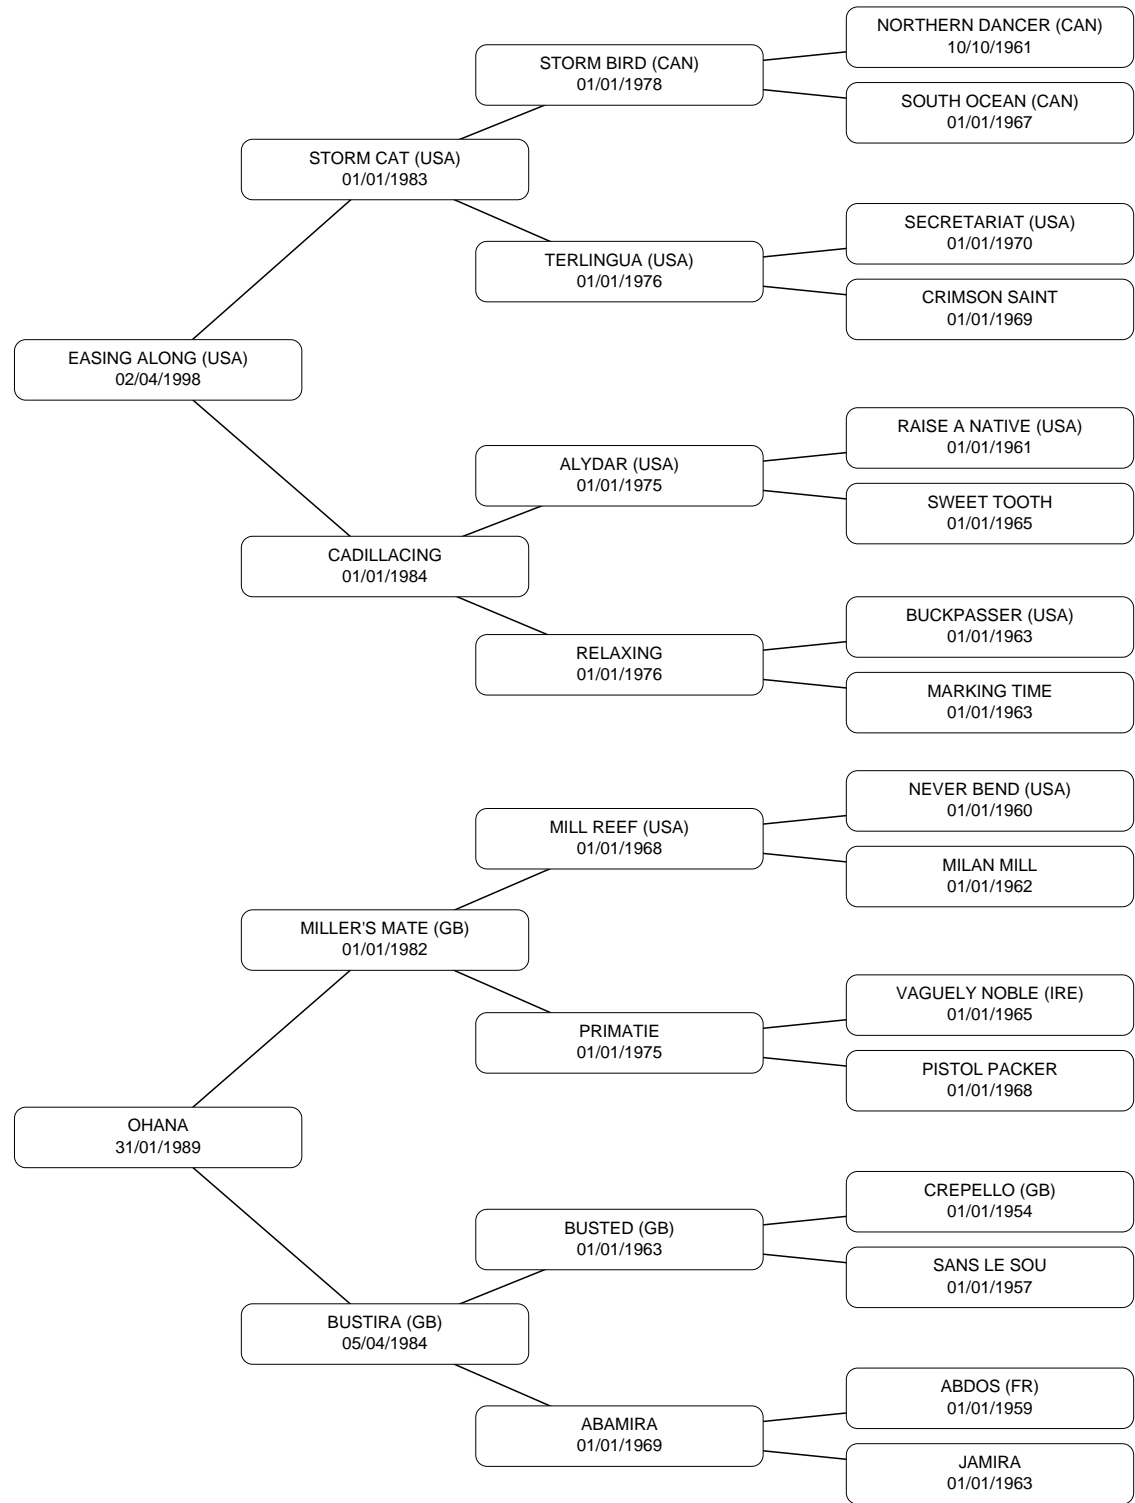 NORTHERN DANCER (CAN)
10/10/1961
STORM BIRD (CAN)
01/01/1978
SOUTH OCEAN (CAN)
01/01/1967
STORM CAT (USA)
01/01/1983
SECRETARIAT (USA)
01/01/1970
TERLINGUA (USA)
01/01/1976
CRIMSON SAINT
01/01/1969
EASING ALONG (USA)
02/04/1998
RAISE A NATIVE (USA)
01/01/1961
ALYDAR (USA)
01/01/1975
SWEET TOOTH
01/01/1965
CADILLACING
01/01/1984
BUCKPASSER (USA)
01/01/1963
RELAXING
01/01/1976
MARKING TIME
01/01/1963
NEVER BEND (USA)
01/01/1960
MILL REEF (USA)
01/01/1968
MILAN MILL
01/01/1962
MILLER'S MATE (GB)
01/01/1982
VAGUELY NOBLE (IRE)
01/01/1965
PRIMATIE
01/01/1975
PISTOL PACKER
01/01/1968
OHANA
31/01/1989
CREPELLO (GB)
01/01/1954
BUSTED (GB)
01/01/1963
SANS LE SOU
01/01/1957
BUSTIRA (GB)
05/04/1984
ABDOS (FR)
01/01/1959
ABAMIRA
01/01/1969
JAMIRA
01/01/1963